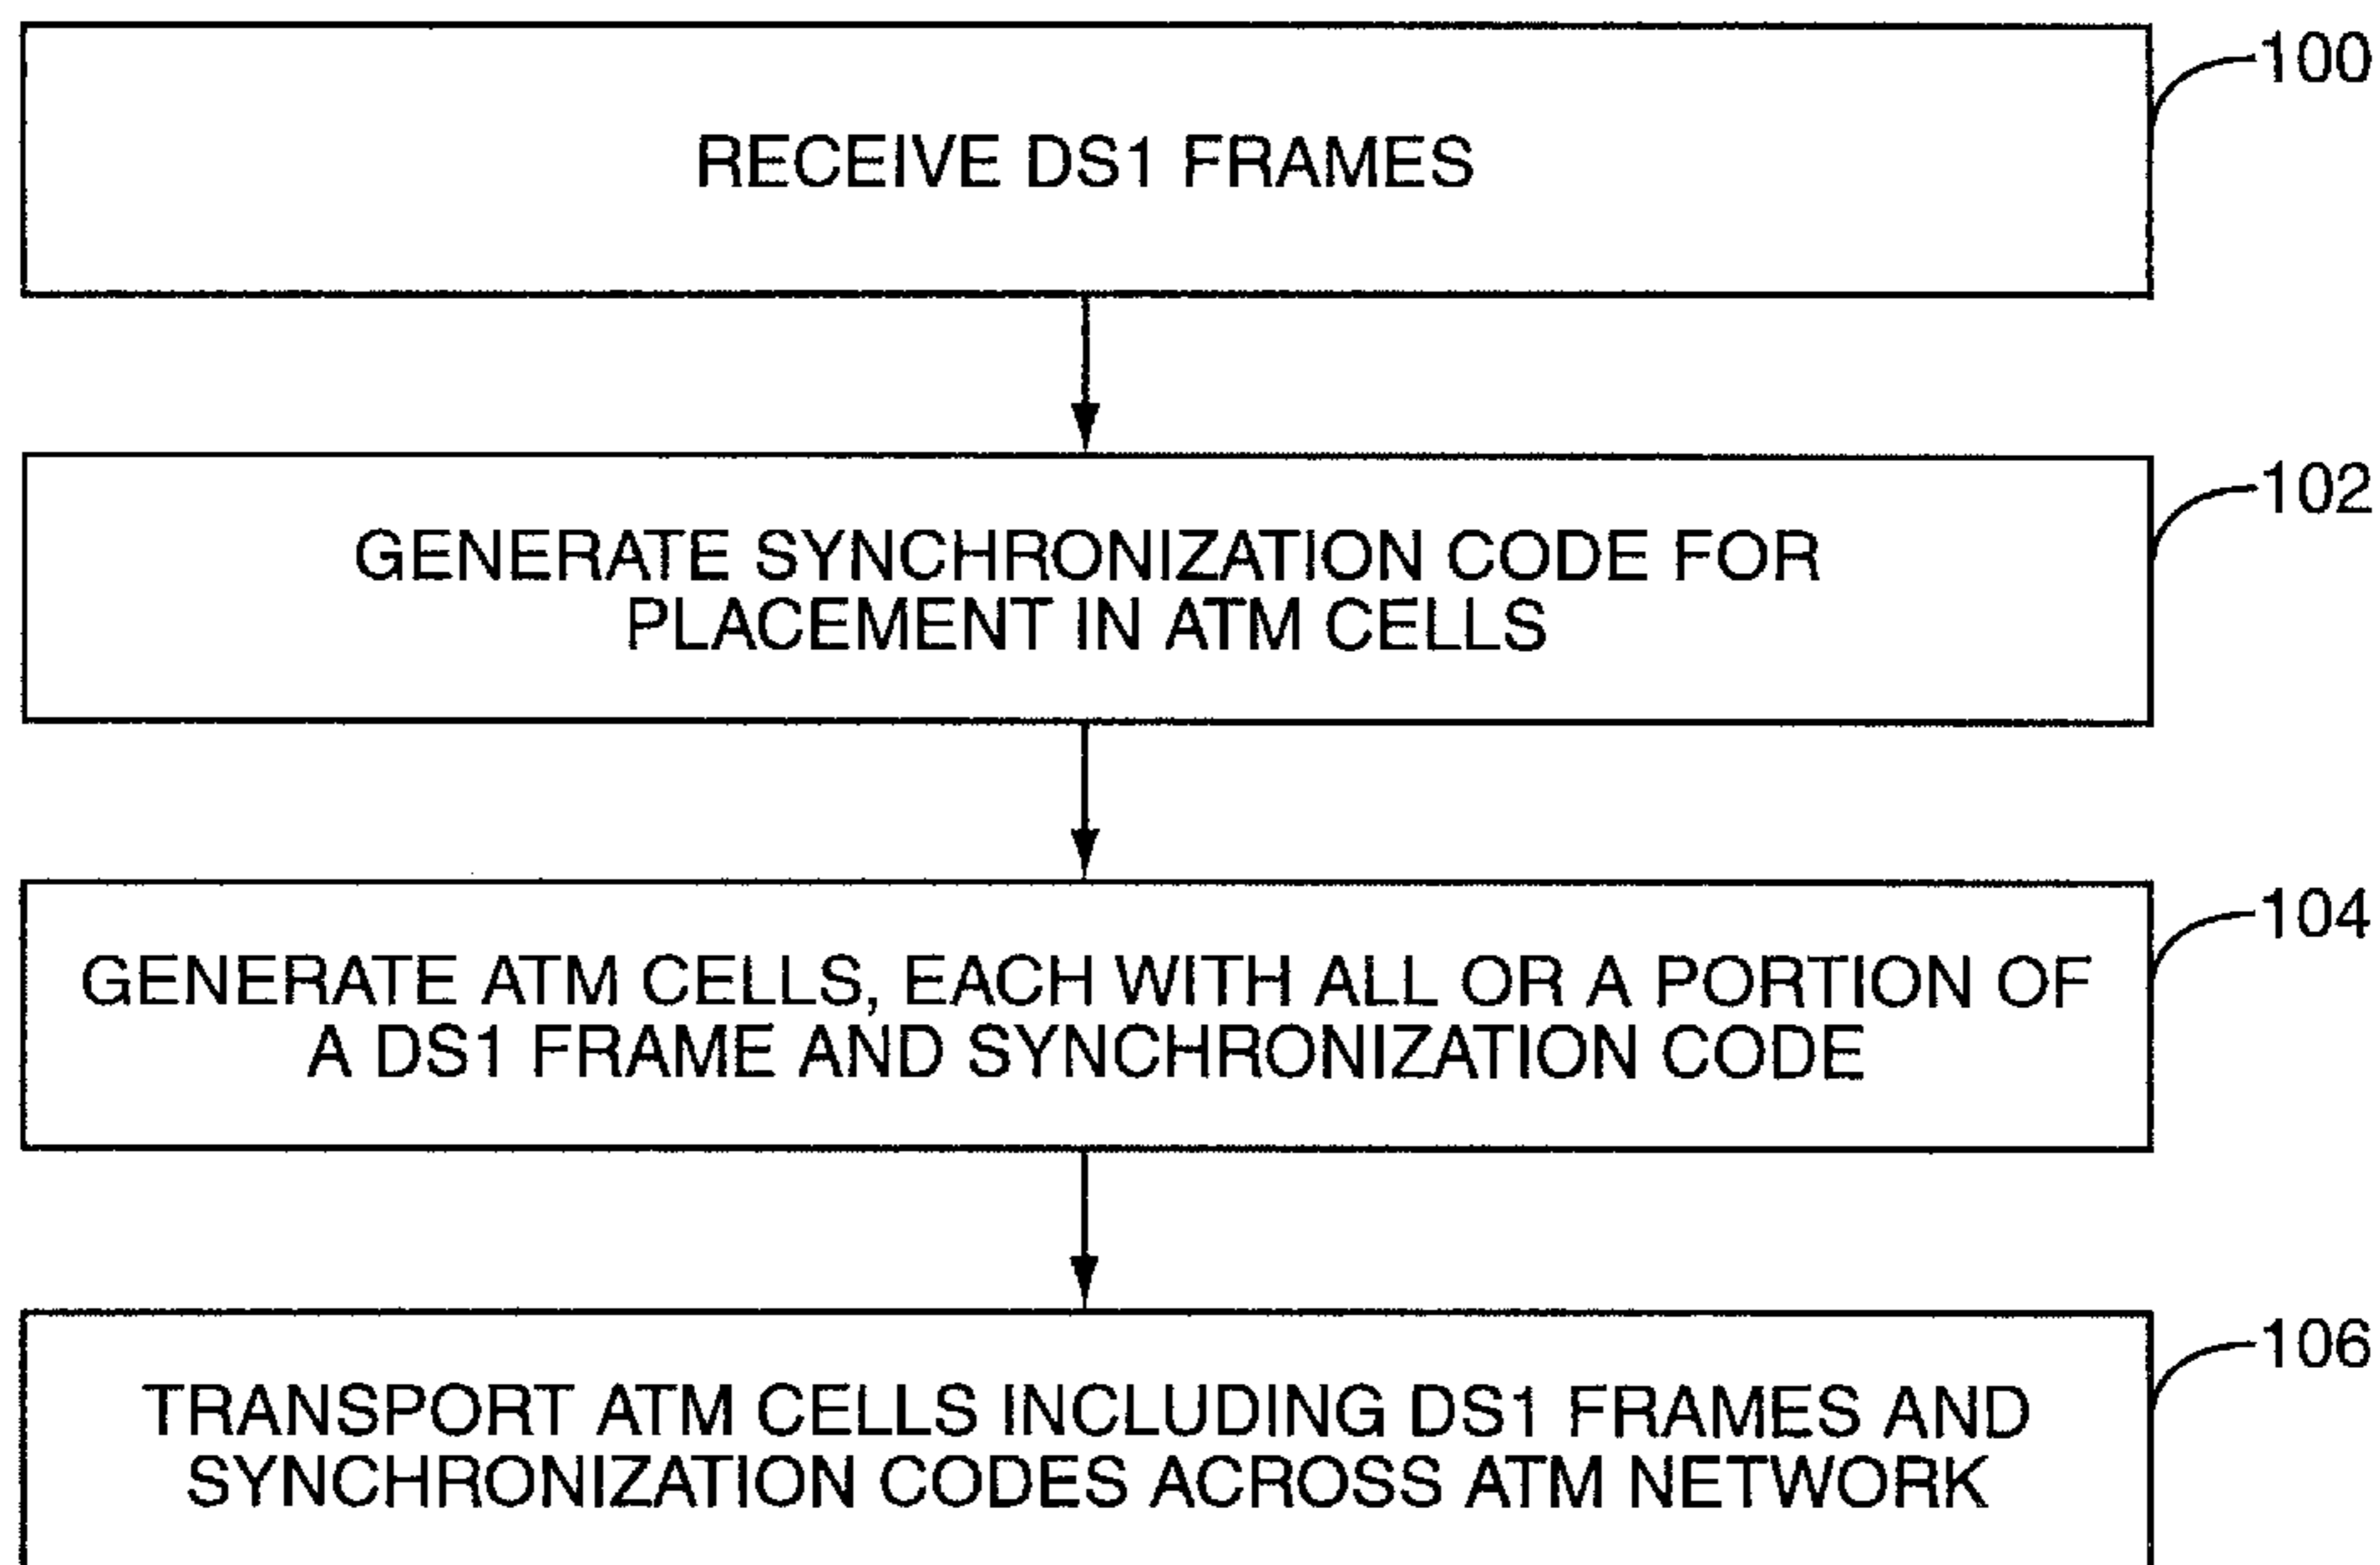 100
RECEIVE DS1 FRAMES
102
GENERATE SYNCHRONIZATION CODE FOR
PLACEMENT IN ATM CELLS
104
GENERATE ATM CELLS, EACH WITH ALL OR A PORTION OF
A DS1 FRAME AND SYNCHRONIZATION CODE
106
TRANSPORT ATM CELLS INCLUDING DS1 FRAMES AND
SYNCHRONIZATION CODES ACROSS ATM NETWORK